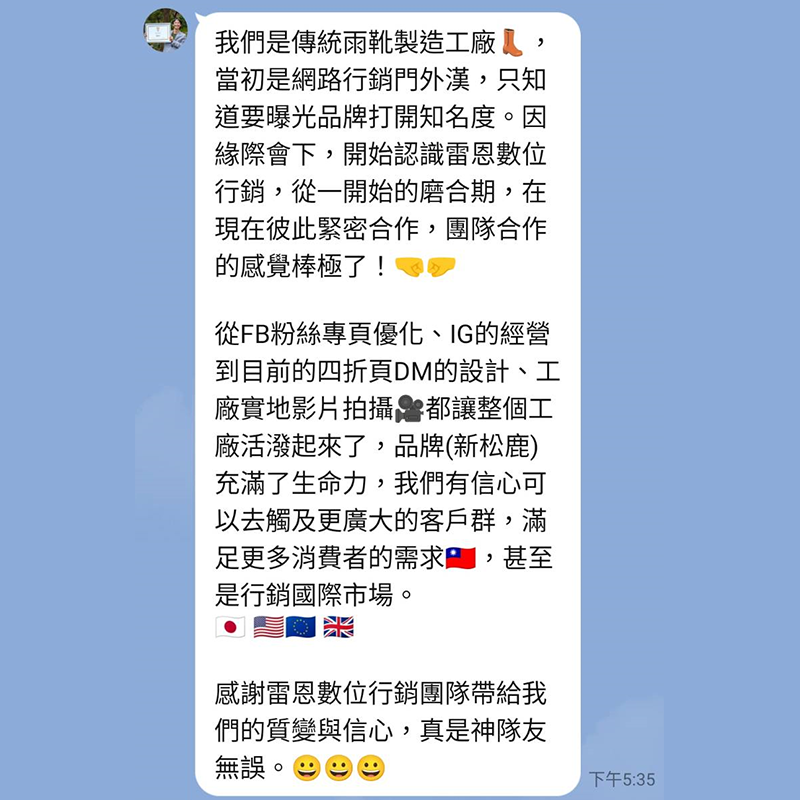 我們是傳統雨靴製造工廠👢，
當初是網路行銷門外漢，只知
道要曝光品牌打開知名度。因
緣際會下，開始認識雷恩數位
行銷，從一開始的磨合期，在
現在彼此緊密合作，團隊合作
的感覺棒極了！🤜🤛
從FB粉絲專頁優化、IG的經營
到目前的四折頁DM的設計、工
廠實地影片拍攝🎥都讓整個工
廠活潑起來了，品牌(新松鹿)
充滿了生命力，我們有信心可
以去觸及更廣大的客戶群，滿
足更多消費者的需求🇹🇼，甚至
是行銷國際市場。
🇯🇵 🇺🇸🇪🇺 🇬🇧
感謝雷恩數位行銷團隊帶給我
們的質變與信心，真是神隊友
無誤。😀😀😀
下午5:35